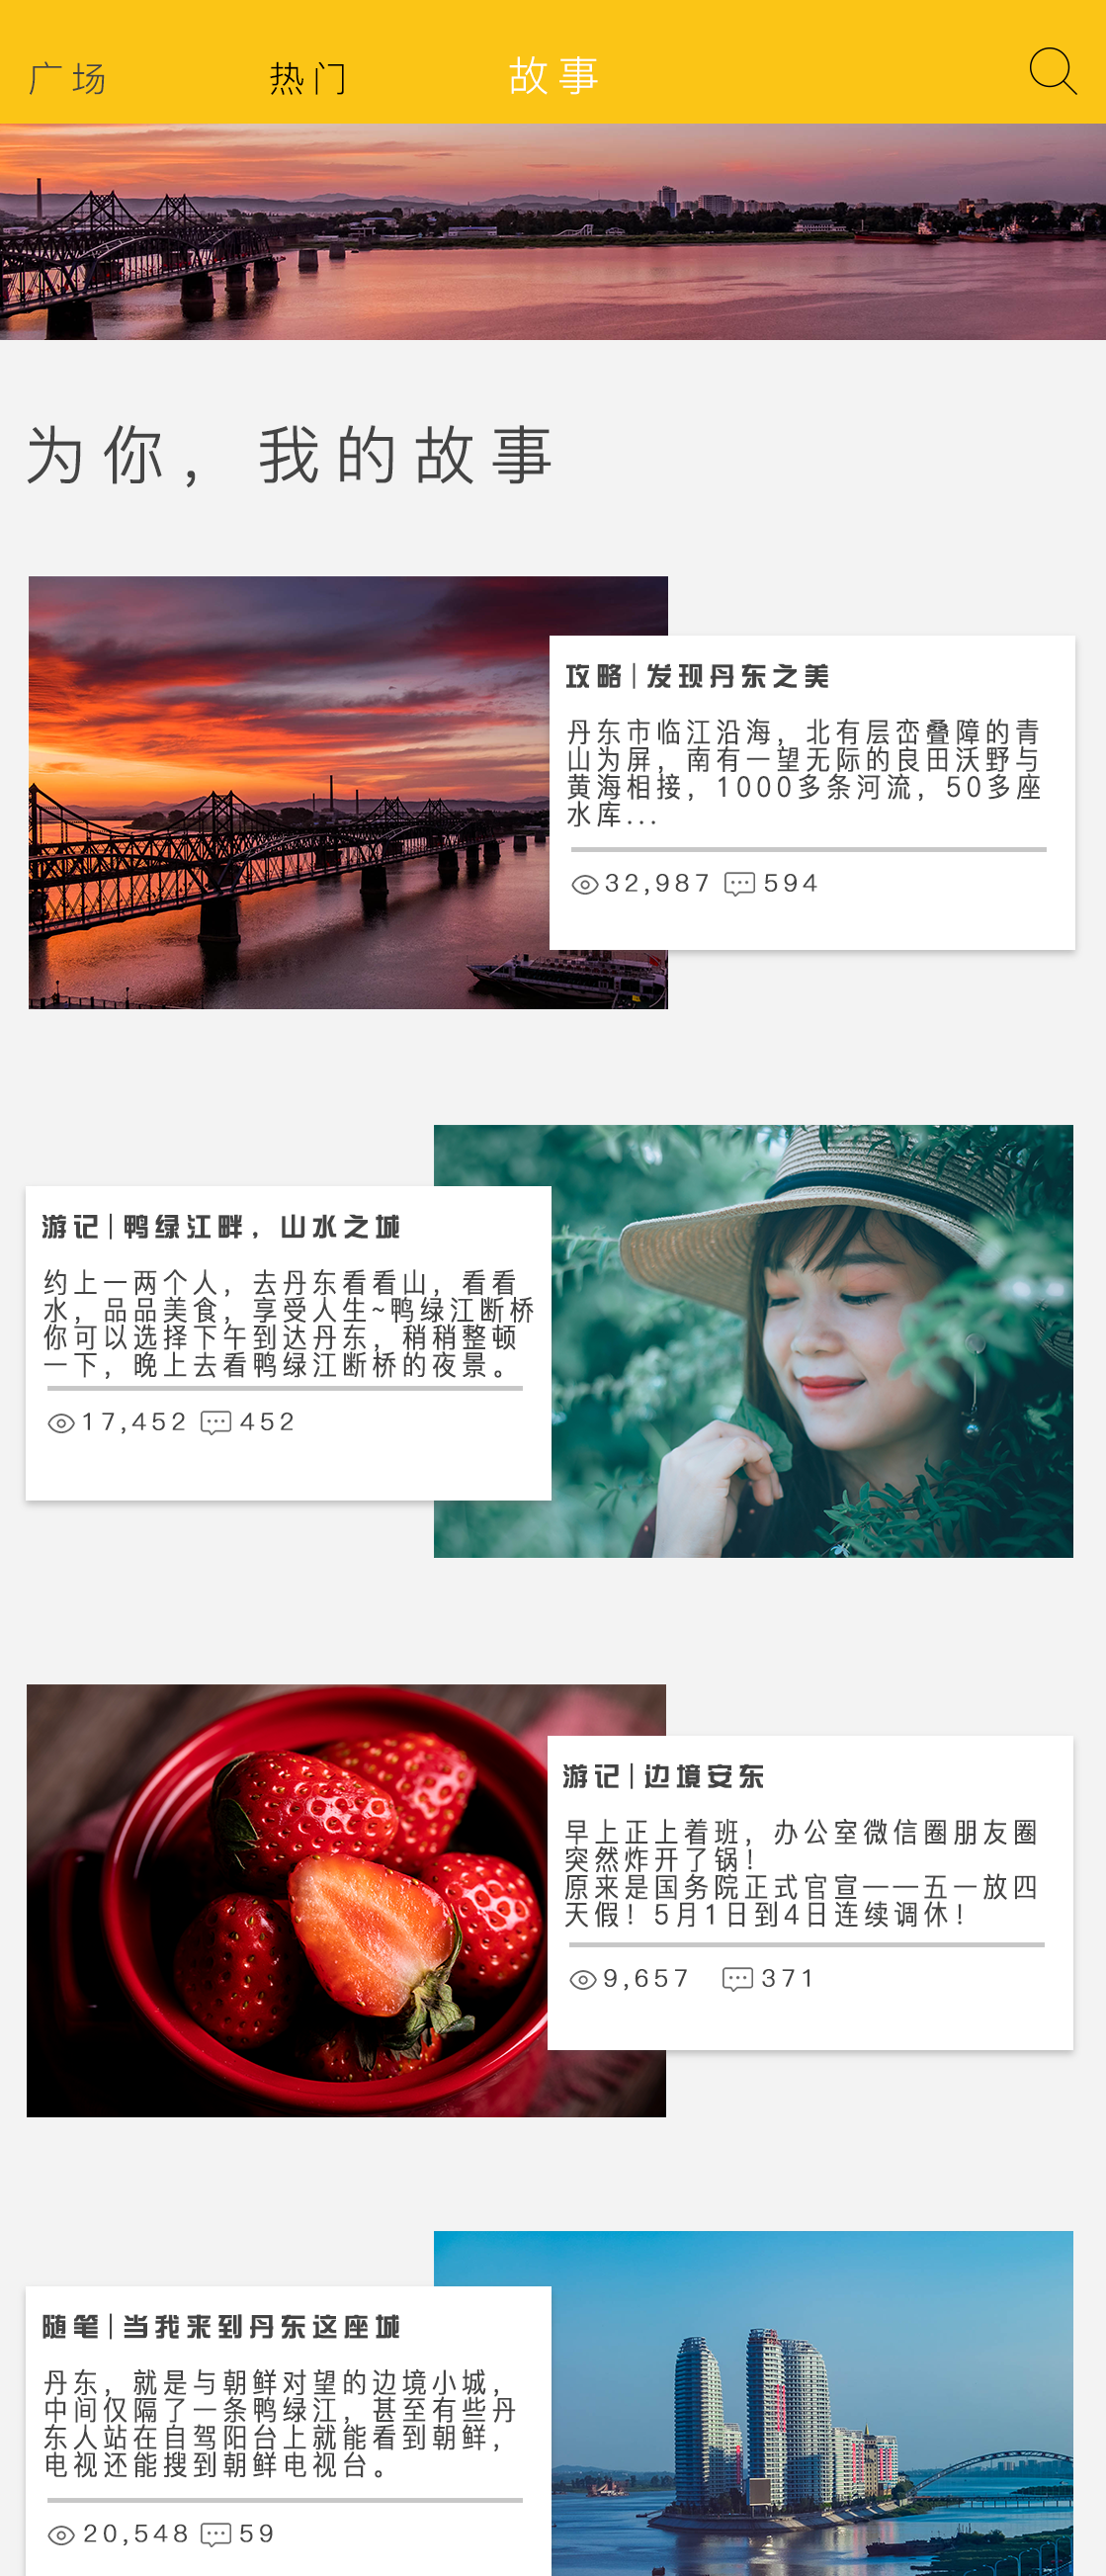 广场 热门 故事
为你，我的故事
攻略|发现丹东之美
丹东市临江沿海，北有层峦叠障的青
山为屏，南有一望无际的良田沃野与
黄海相接，1000多条河流，50多座
水库...
32,987 594
游记|鸭绿江畔，山水之城
约上一两个人，去丹东看看山，看看
水，品品美食，享受人生~鸭绿江断桥
你可以选择下午到达丹东，稍稍整顿
一下，晚上去看鸭绿江断桥的夜景。
17,452 452
游记|边境安东
早上正上着班，办公室微信圈朋友圈
突然炸开了锅！
原来是国务院正式官宣——五一放四
天假！5月1日到4日连续调休！
9,657 371
随笔|当我来到丹东这座城
丹东，就是与朝鲜对望的边境小城，
中间仅隔了一条鸭绿江，甚至有些丹
东人站在自驾阳台上就能看到朝鲜，
电视还能搜到朝鲜电视台。
20,548 59